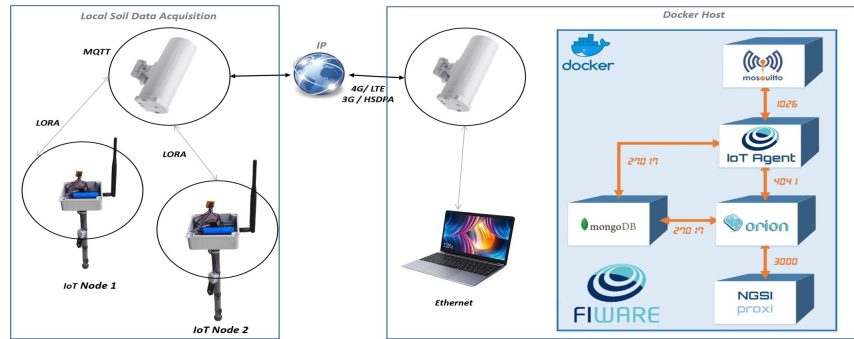 Local Soil Data Acquisition
MQTT
LORA
LORA
IoT Node 1
IoT Node 2
IP
4G/ LTE
3G / HSDPA
Ethernet
Docker Host
docker
mosquitto
1026
IoT Agent
27017
4041
mongoDB
27017
orion
3000
FIWARE
NGSI
proxi